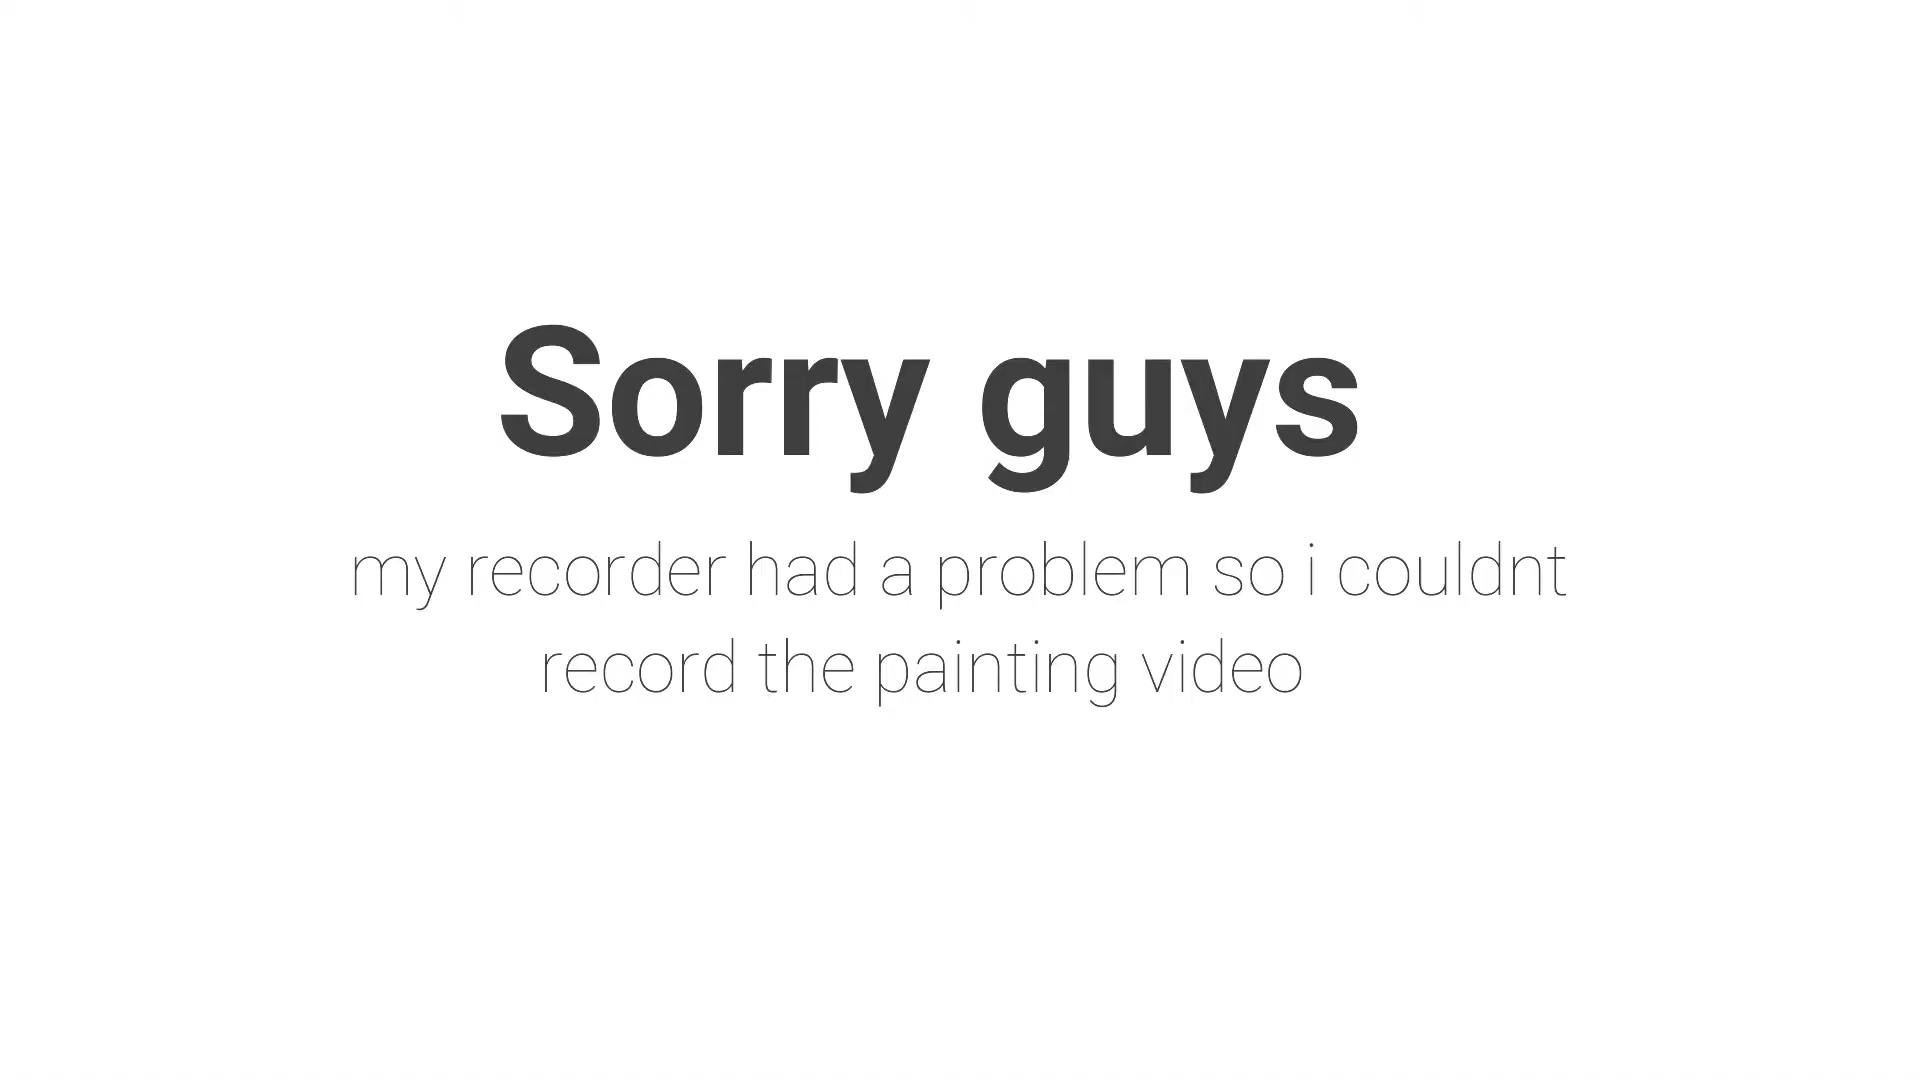 Sorry guys
my recorder had a problem so i couldnt
record the painting video